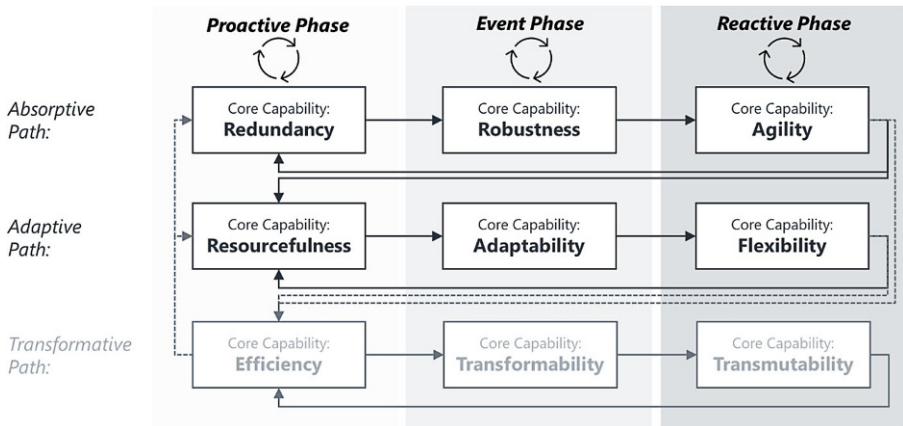 Proactive Phase
Event Phase
Reactive Phase
Absorptive
Path:
Core Capability:
Redundancy
Core Capability:
Robustness
Core Capability:
Agility
Adaptive
Path:
Core Capability:
Resourcefulness
Core Capability:
Adaptability
Core Capability:
Flexibility
Transformative
Path:
Core Capability:
Efficiency
Core Capability:
Transformability
Core Capability:
Transmutability